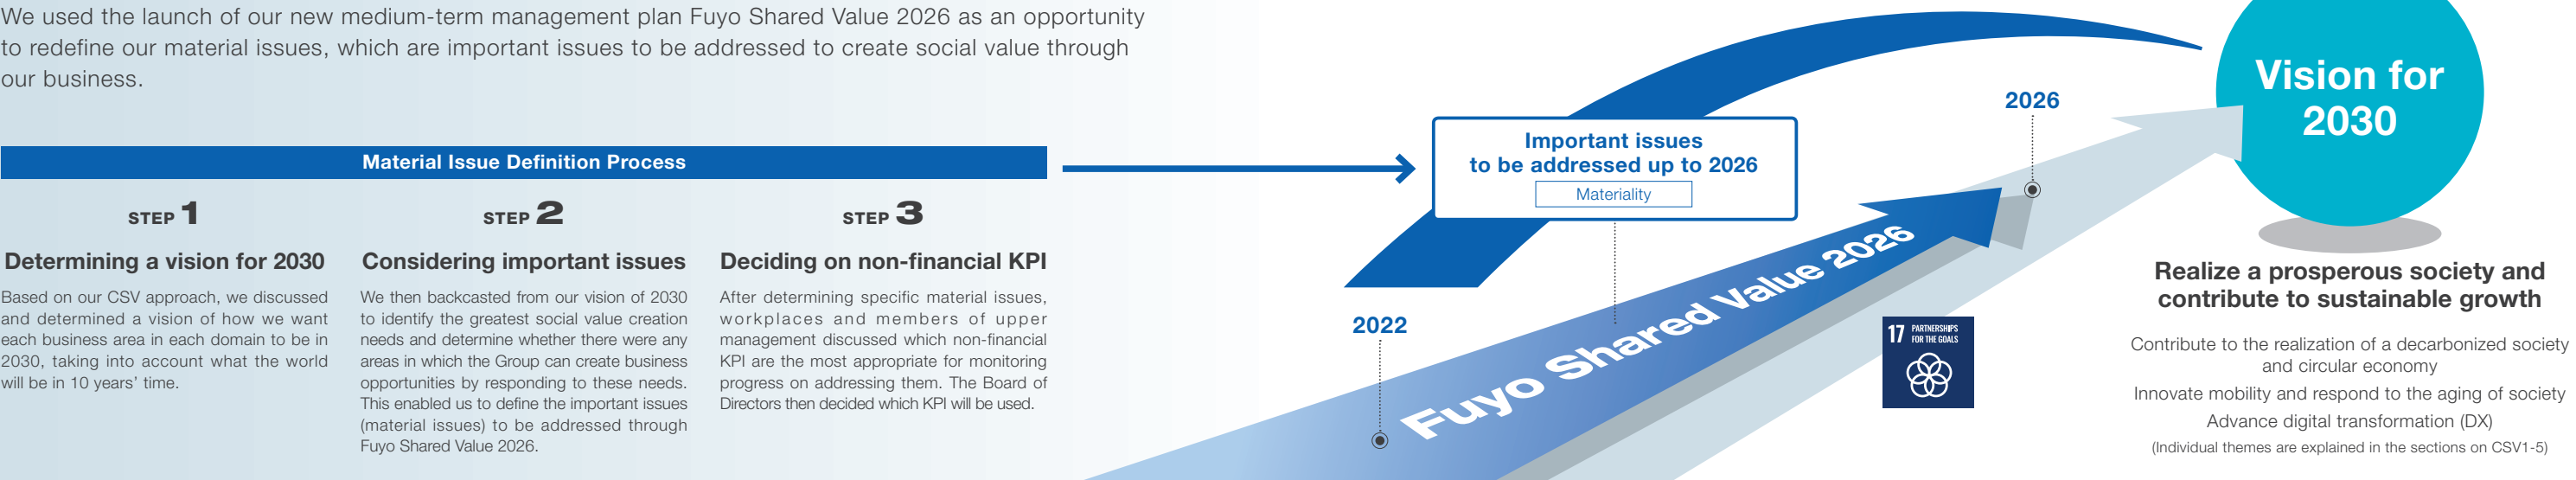 We used the launch of our new medium-term management plan Fuyo Shared Value 2026 as an opportunity
to redefine our material issues, which are important issues to be addressed to create social value through
our business.
Material Issue Definition Process
STEP 1
Determining a vision for 2030
Based on our CSV approach, we discussed
and determined a vision of how we want
each business area in each domain to be in
2030, taking into account what the world
will be in 10 years' time.
STEP 2
Considering important issues
We then backcasted from our vision of 2030
to identify the greatest social value creation
needs and determine whether there were any
areas in which the Group can create business
opportunities by responding to these needs.
This enabled us to define the important issues
(material issues) to be addressed through
Fuyo Shared Value 2026.
STEP 3
Deciding on non-financial KPI
After determining specific material issues,
workplaces and members of upper
management discussed which non-financial
KPI are the most appropriate for monitoring
progress on addressing them. The Board of
Directors then decided which KPI will be used.
Important issues
to be addressed up to 2026
Materiality
2022
Fuyo Shared Value 2026
2026
17 PARTNERSHIPS
FOR THE GOALS
Vision for
2030
Realize a prosperous society and
contribute to sustainable growth
Contribute to the realization of a decarbonized society
and circular economy
Innovate mobility and respond to the aging of society
Advance digital transformation (DX)
(Individual themes are explained in the sections on CSV1-5)